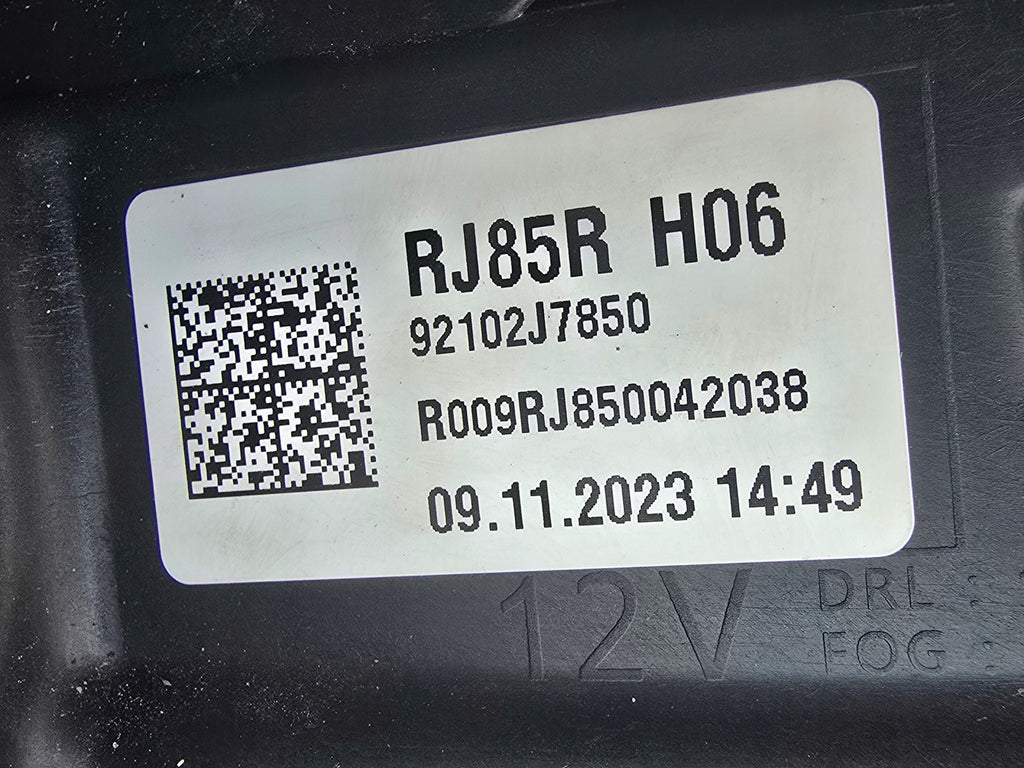 RJ85R H06
92102J7850
R009RJ850042038
09.11.2023 14:49
12V
DRL :
FOG :